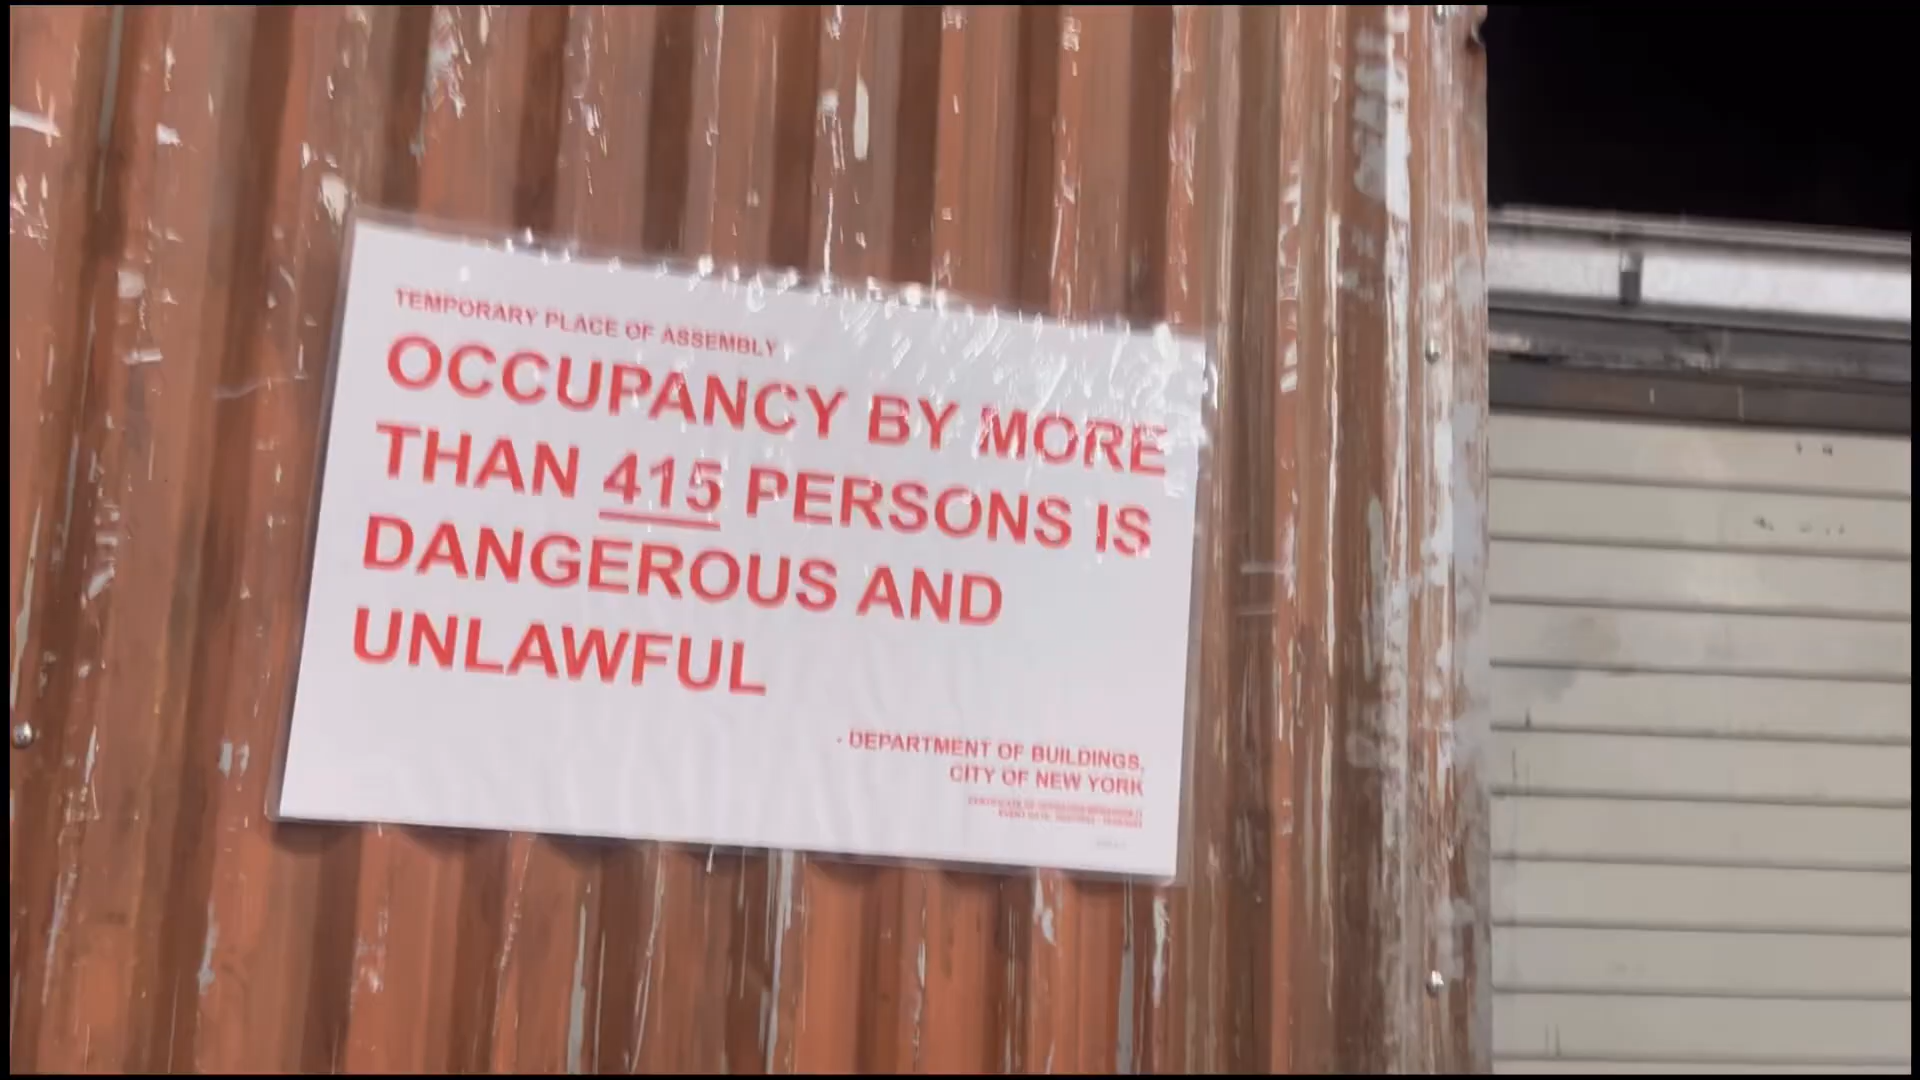 TEMPORARY PLACE OF ASSEMBLY
OCCUPANCY BY MORE
THAN 415 PERSONS IS
DANGEROUS AND
UNLAWFUL
- DEPARTMENT OF BUILDINGS,
CITY OF NEW YORK